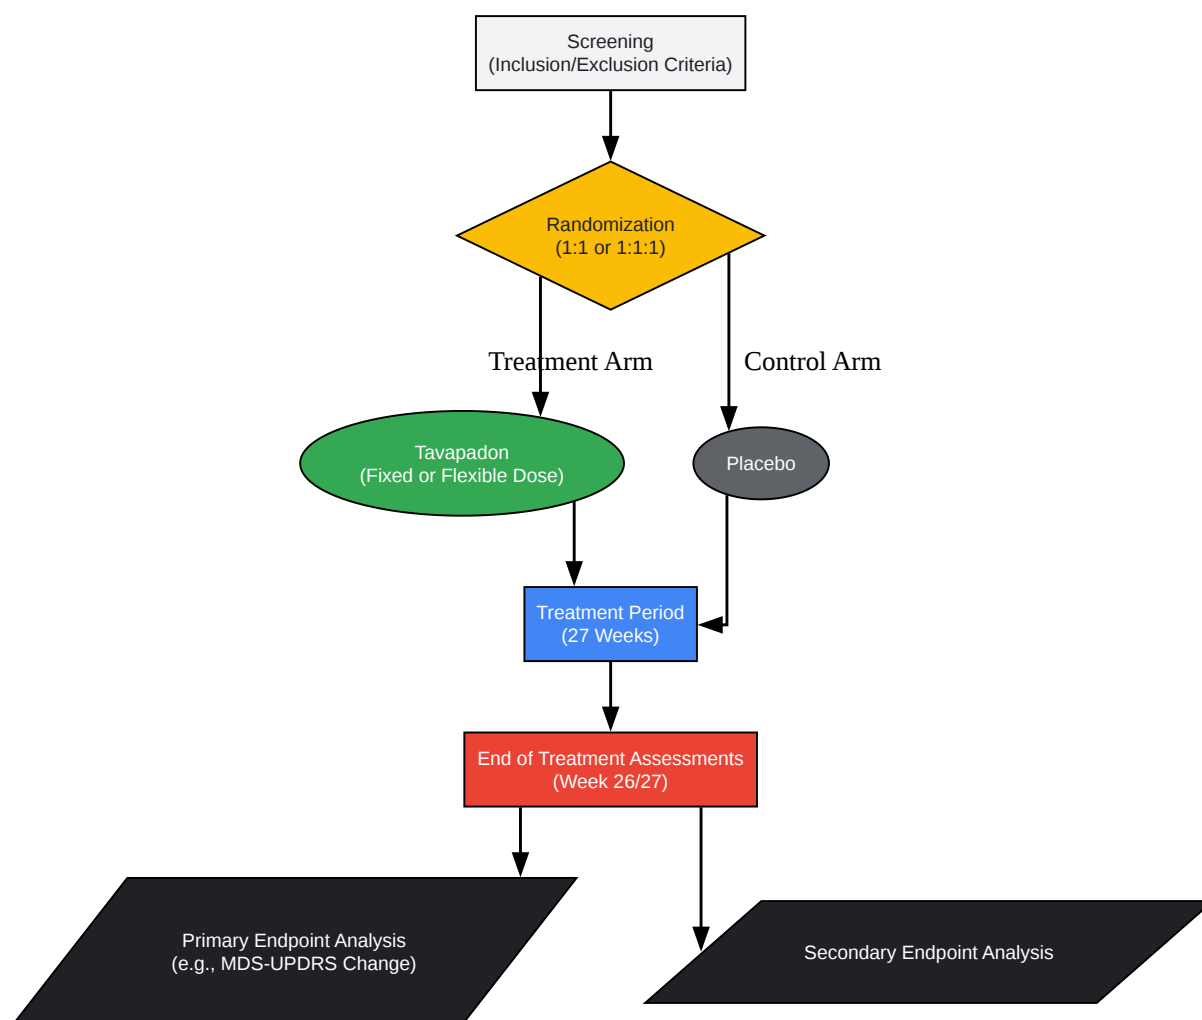 Screening
(Inclusion/Exclusion Criteria)
Randomization
(1:1 or 1:1:1)
Treatment Arm
Control Arm
Tavapadon
(Fixed or Flexible Dose)
Placebo
Treatment Period
(27 Weeks)
End of Treatment Assessments
(Week 26/27)
Primary Endpoint Analysis
(e.g., MDS-UPDRS Change)
Secondary Endpoint Analysis